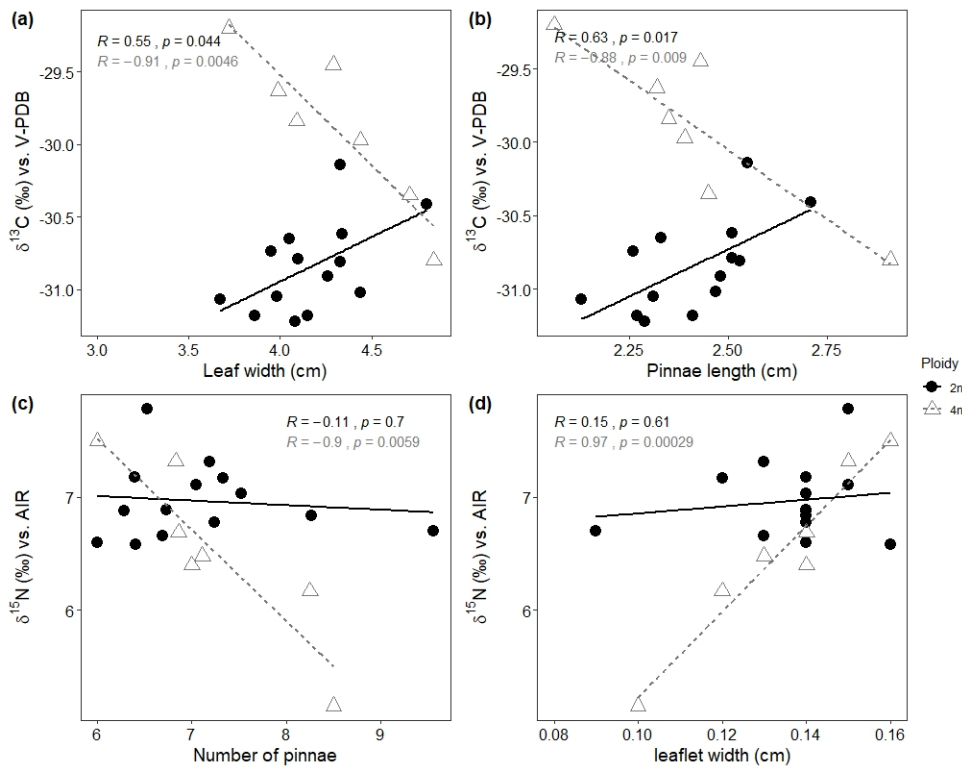 (a)
R = 0.55 , p = 0.044
R = −0.91 , p = 0.0046
-29.5
-30.0
-30.5
-31.0
δ13C (‰) vs. V-PDB
3.0
3.5
4.0
4.5
Leaf width (cm)
(b)
R = 0.63 , p = 0.017
R = −0.88 , p = 0.009
-29.5
-30.0
-30.5
-31.0
δ13C (‰) vs. V-PDB
2.25
2.50
2.75
Pinnae length (cm)
Ploidy
2n
4n
(c)
R = −0.11 , p = 0.7
R = −0.9 , p = 0.0059
7
6
δ15N (‰) vs. AIR
6
7
8
9
Number of pinnae
(d)
R = 0.15 , p = 0.61
R = 0.97 , p = 0.00029
7
6
δ15N (‰) vs. AIR
0.08
0.10
0.12
0.14
0.16
leaflet width (cm)